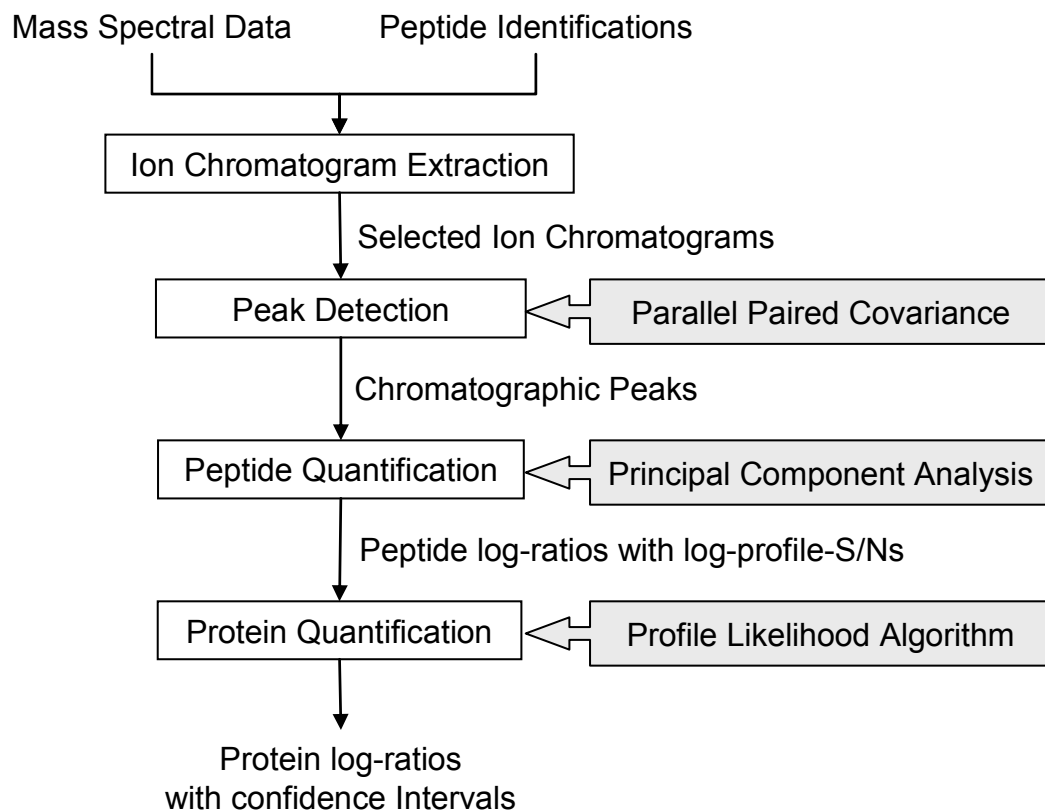 Mass Spectral Data
Peptide Identifications
Ion Chromatogram Extraction
Selected Ion Chromatograms
Peak Detection
Parallel Paired Covariance
Chromatographic Peaks
Peptide Quantification
Principal Component Analysis
Peptide log-ratios with log-profile-S/Ns
Protein Quantification
Profile Likelihood Algorithm
Protein log-ratios
with confidence Intervals